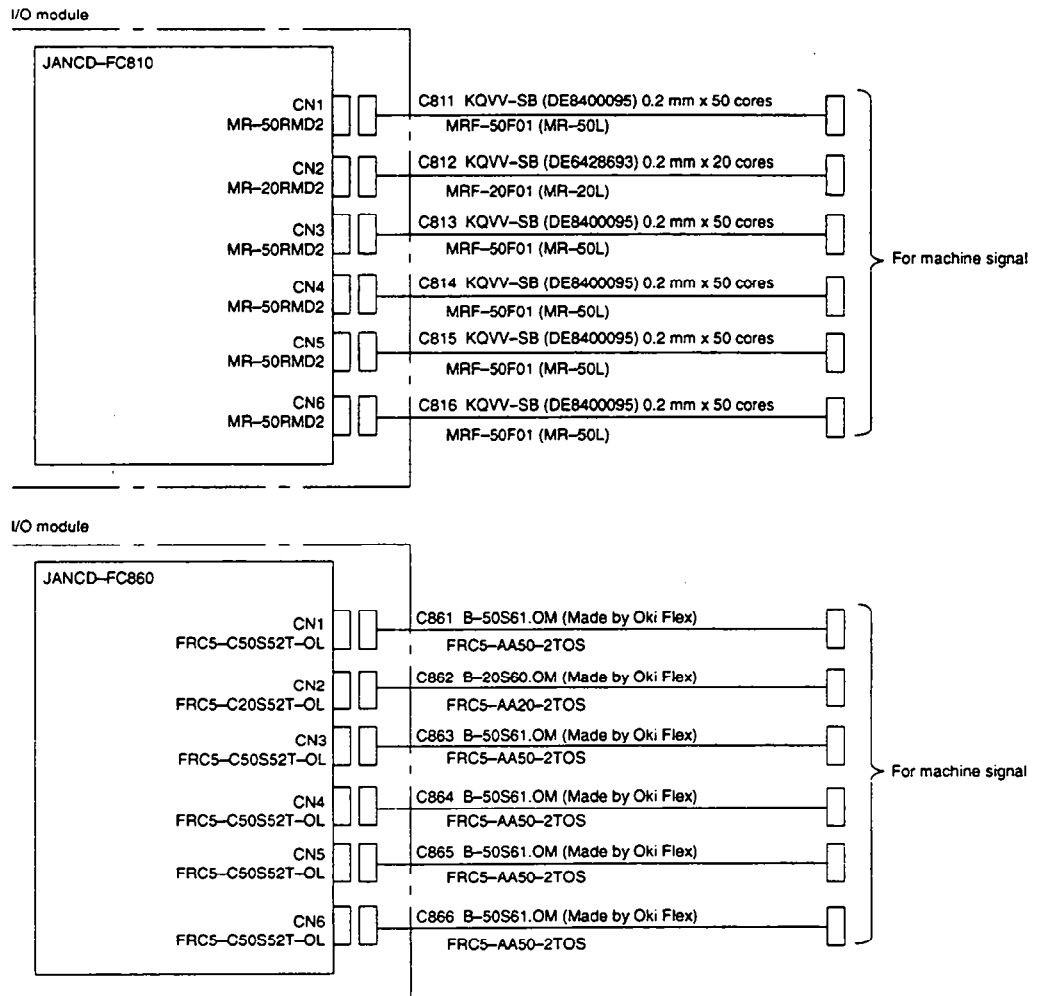 I/O module
JANCD-FC810
CN1
MR-50RMD2
C811 KQVV-SB (DE8400095) 0.2 mm x 50 cores
MRF-50F01 (MR-50L)
CN2
MR-20RMD2
C812 KQVV-SB (DE6428693) 0.2 mm x 20 cores
MRF-20F01 (MR-20L)
CN3
MR-50RMD2
C813 KQVV-SB (DE8400095) 0.2 mm x 50 cores
MRF-50F01 (MR-50L)
For machine signal
CN4
MR-50RMD2
C814 KQVV-SB (DE8400095) 0.2 mm x 50 cores
MRF-50F01 (MR-50L)
CN5
MR-50RMD2
C815 KQVV-SB (DE8400095) 0.2 mm x 50 cores
MRF-50F01 (MR-50L)
CN6
MR-50RMD2
C816 KQVV-SB (DE8400095) 0.2 mm x 50 cores
MRF-50F01 (MR-50L)
I/O module
JANCD-FC860
CN1
FRC5-C50S52T-OL
C861 B-50S61.OM (Made by Oki Flex)
FRC5-AA50-2TOS
CN2
FRC5-C20S52T-OL
C862 B-20S60.OM (Made by Oki Flex)
FRC5-AA20-2TOS
CN3
FRC5-C50S52T-OL
C863 B-50S61.OM (Made by Oki Flex)
FRC5-AA50-2TOS
For machine signal
CN4
FRC5-C50S52T-OL
C864 B-50S61.OM (Made by Oki Flex)
FRC5-AA50-2TOS
CN5
FRC5-C50S52T-OL
C865 B-50S61.OM (Made by Oki Flex)
FRC5-AA50-2TOS
CN6
FRC5-C50S52T-OL
C866 B-50S61.OM (Made by Oki Flex)
FRC5-AA50-2TOS